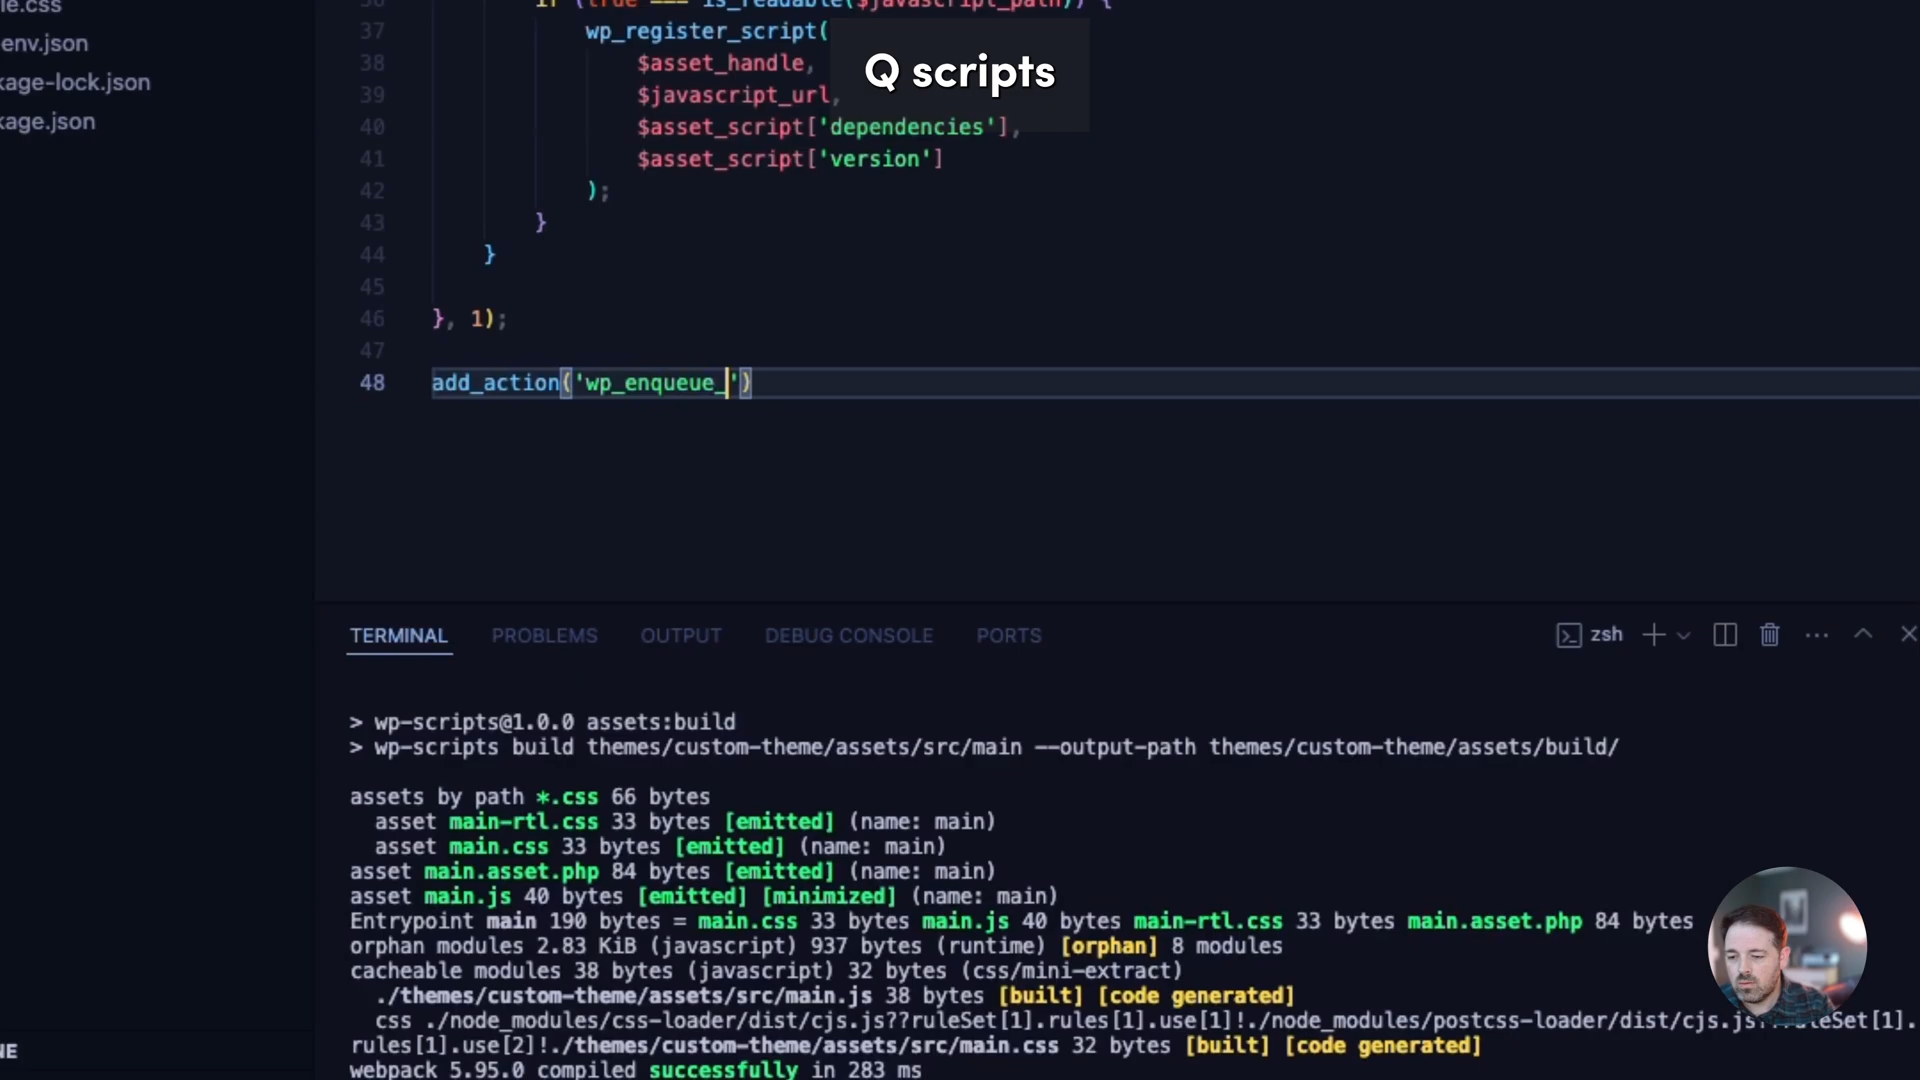 le.css
env.json
kage-lock.json
kage.json
36 if (true === is_readable($javascript_path)) {
37 wp_register_script(
38 $asset_handle,
39 $javascript_url,
40 $asset_script['dependencies'],
41 $asset_script['version']
42 );
43 }
44 }
45
46 }, 1);
47
48 add_action('wp_enqueue_')
Q scripts
TERMINAL PROBLEMS OUTPUT DEBUG CONSOLE PORTS
zsh
> wp-scripts@1.0.0 assets:build
> wp-scripts build themes/custom-theme/assets/src/main --output-path themes/custom-theme/assets/build/
assets by path *.css 66 bytes
asset main-rtl.css 33 bytes [emitted] (name: main)
asset main.css 33 bytes [emitted] (name: main)
asset main.asset.php 84 bytes [emitted] (name: main)
asset main.js 40 bytes [emitted] [minimized] (name: main)
Entrypoint main 190 bytes = main.css 33 bytes main.js 40 bytes main-rtl.css 33 bytes main.asset.php 84 bytes
orphan modules 2.83 KiB (javascript) 937 bytes (runtime) [orphan] 8 modules
cacheable modules 38 bytes (javascript) 32 bytes (css/mini-extract)
./themes/custom-theme/assets/src/main.js 38 bytes [built] [code generated]
css ./node_modules/css-loader/dist/cjs.js??ruleSet[1].rules[1].use[1]!./node_modules/postcss-loader/dist/cjs.js??ruleSet[1].
rules[1].use[2]!./themes/custom-theme/assets/src/main.css 32 bytes [built] [code generated]
webpack 5.95.0 compiled successfully in 283 ms
NE